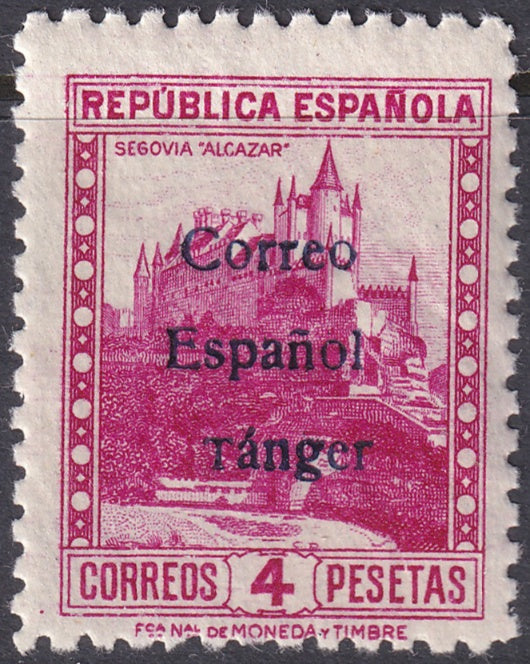 REPÚBLICA ESPAÑOLA
SEGOVIA "ALCAZAR"
Correo
Español
Tánger
CORREOS 4 PESETAS
FCA NAL DE MONEDA Y TIMBRE